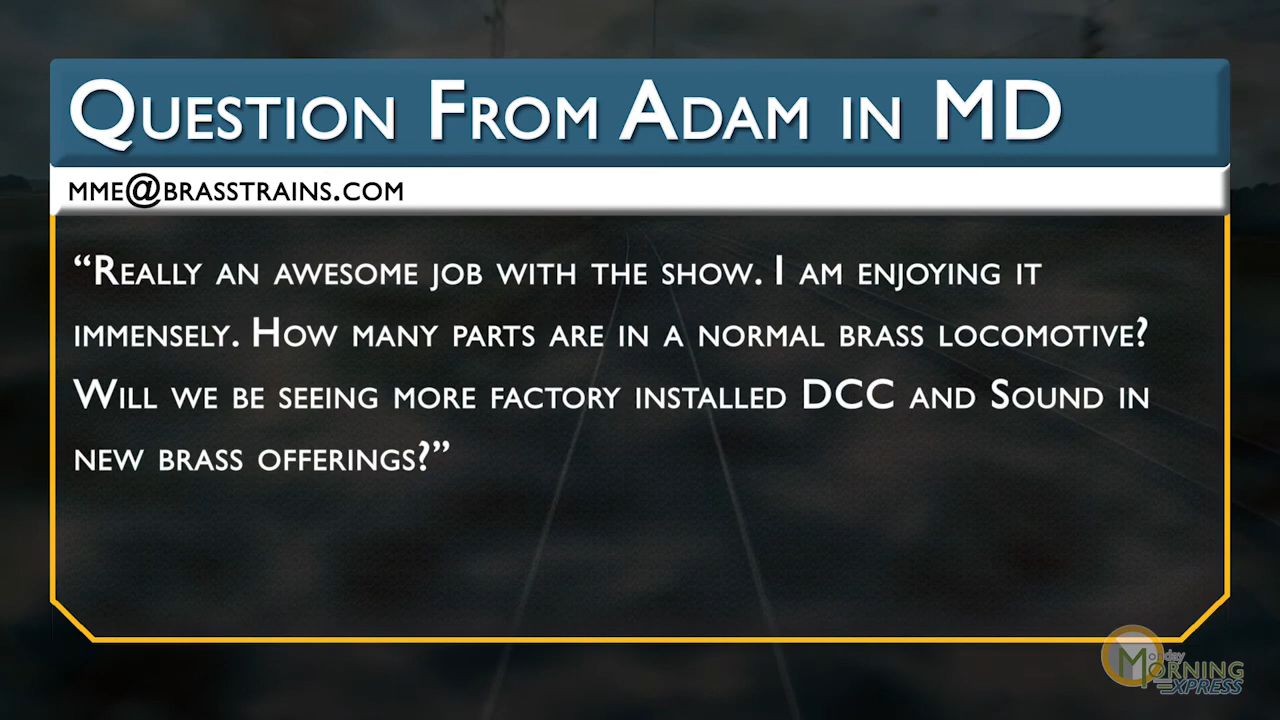 Question From Adam in MD
mme@brasstrains.com
“Really an awesome job with the show. I am enjoying it
immensely. How many parts are in a normal brass locomotive?
Will we be seeing more factory installed DCC and Sound in
new brass offerings?”
Monday
Morning
Express